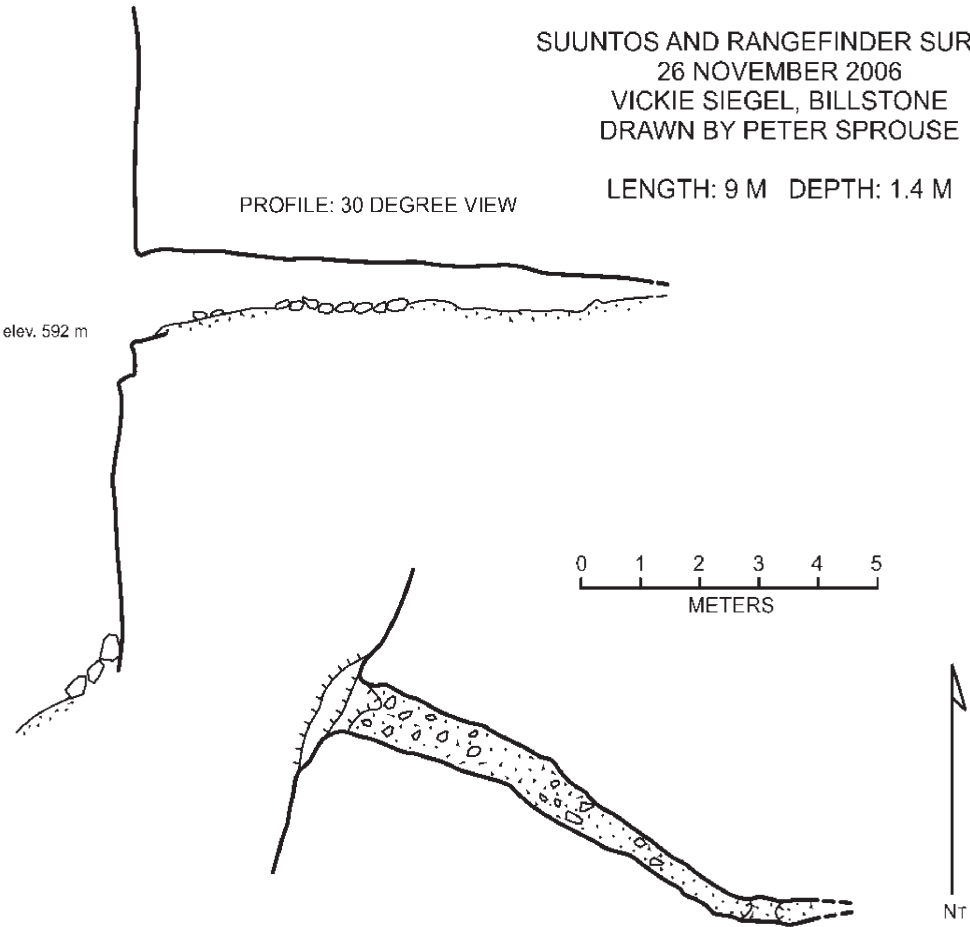 SUUNTOS AND RANGEFINDER SUR
26 NOVEMBER 2006
VICKIE SIEGEL, BILLSTONE
DRAWN BY PETER SPROUSE
LENGTH: 9 M DEPTH: 1.4 M
PROFILE: 30 DEGREE VIEW
elev. 592 m
0 1 2 3 4 5
METERS
NT